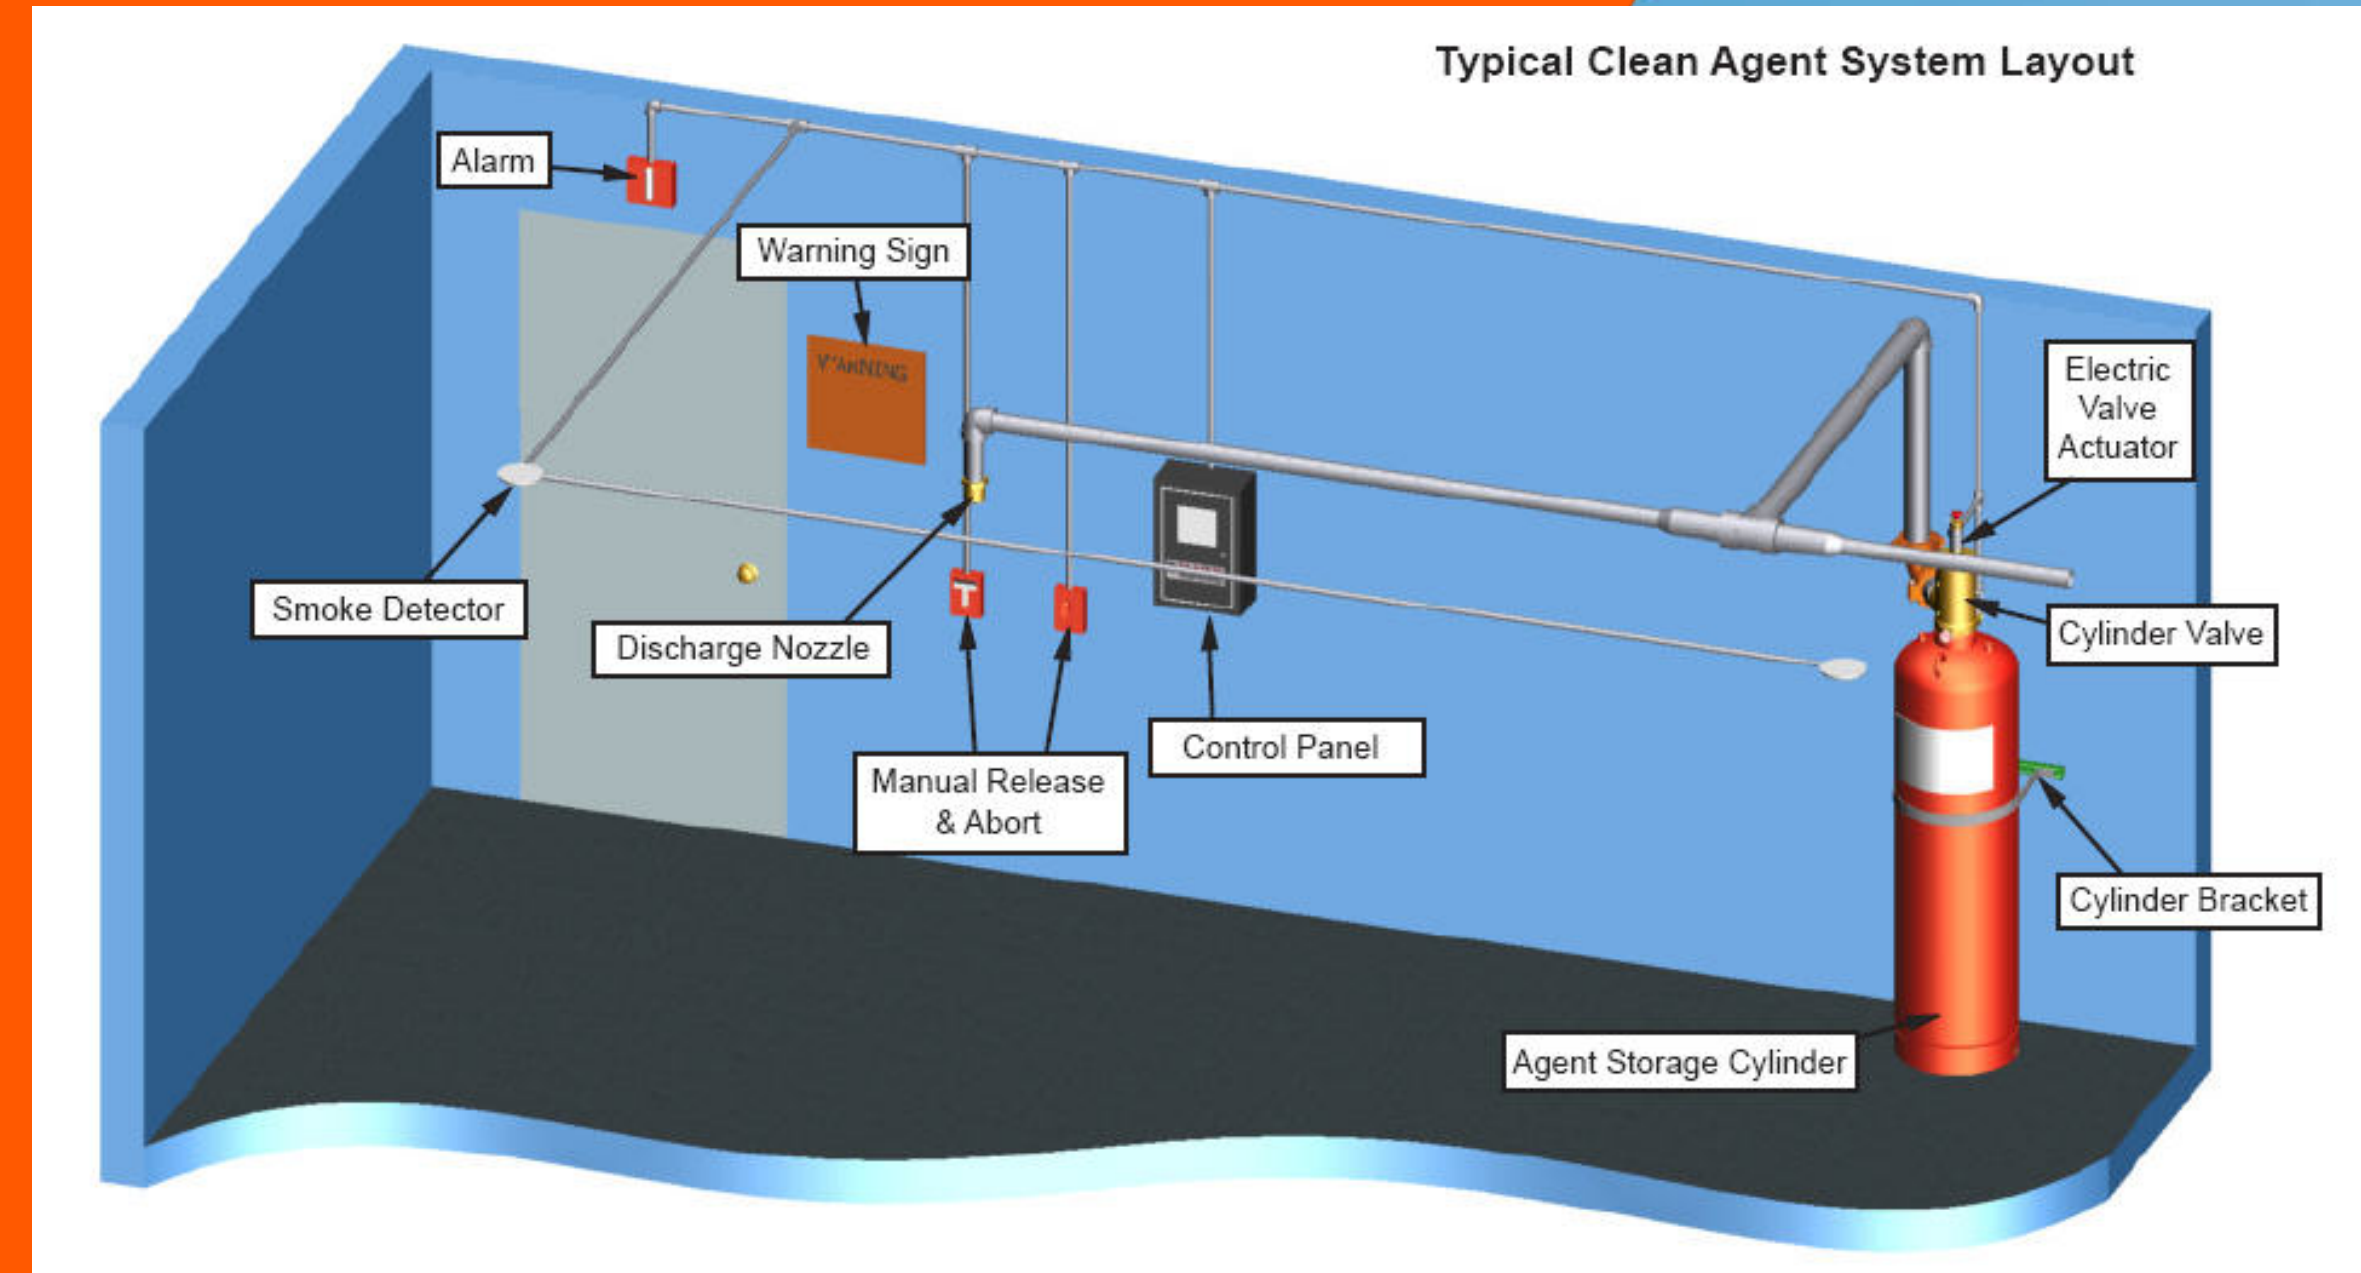 Typical Clean Agent System Layout
Alarm
Warning Sign
WARNING
Electric
Valve
Actuator
Smoke Detector
Discharge Nozzle
Cylinder Valve
Manual Release
& Abort
Control Panel
Cylinder Bracket
Agent Storage Cylinder
T